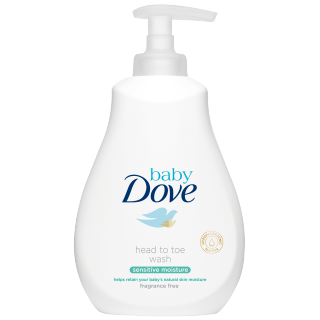 baby
Dove
head to toe
wash
sensitive moisture
helps retain your baby's natural skin moisture
fragrance free